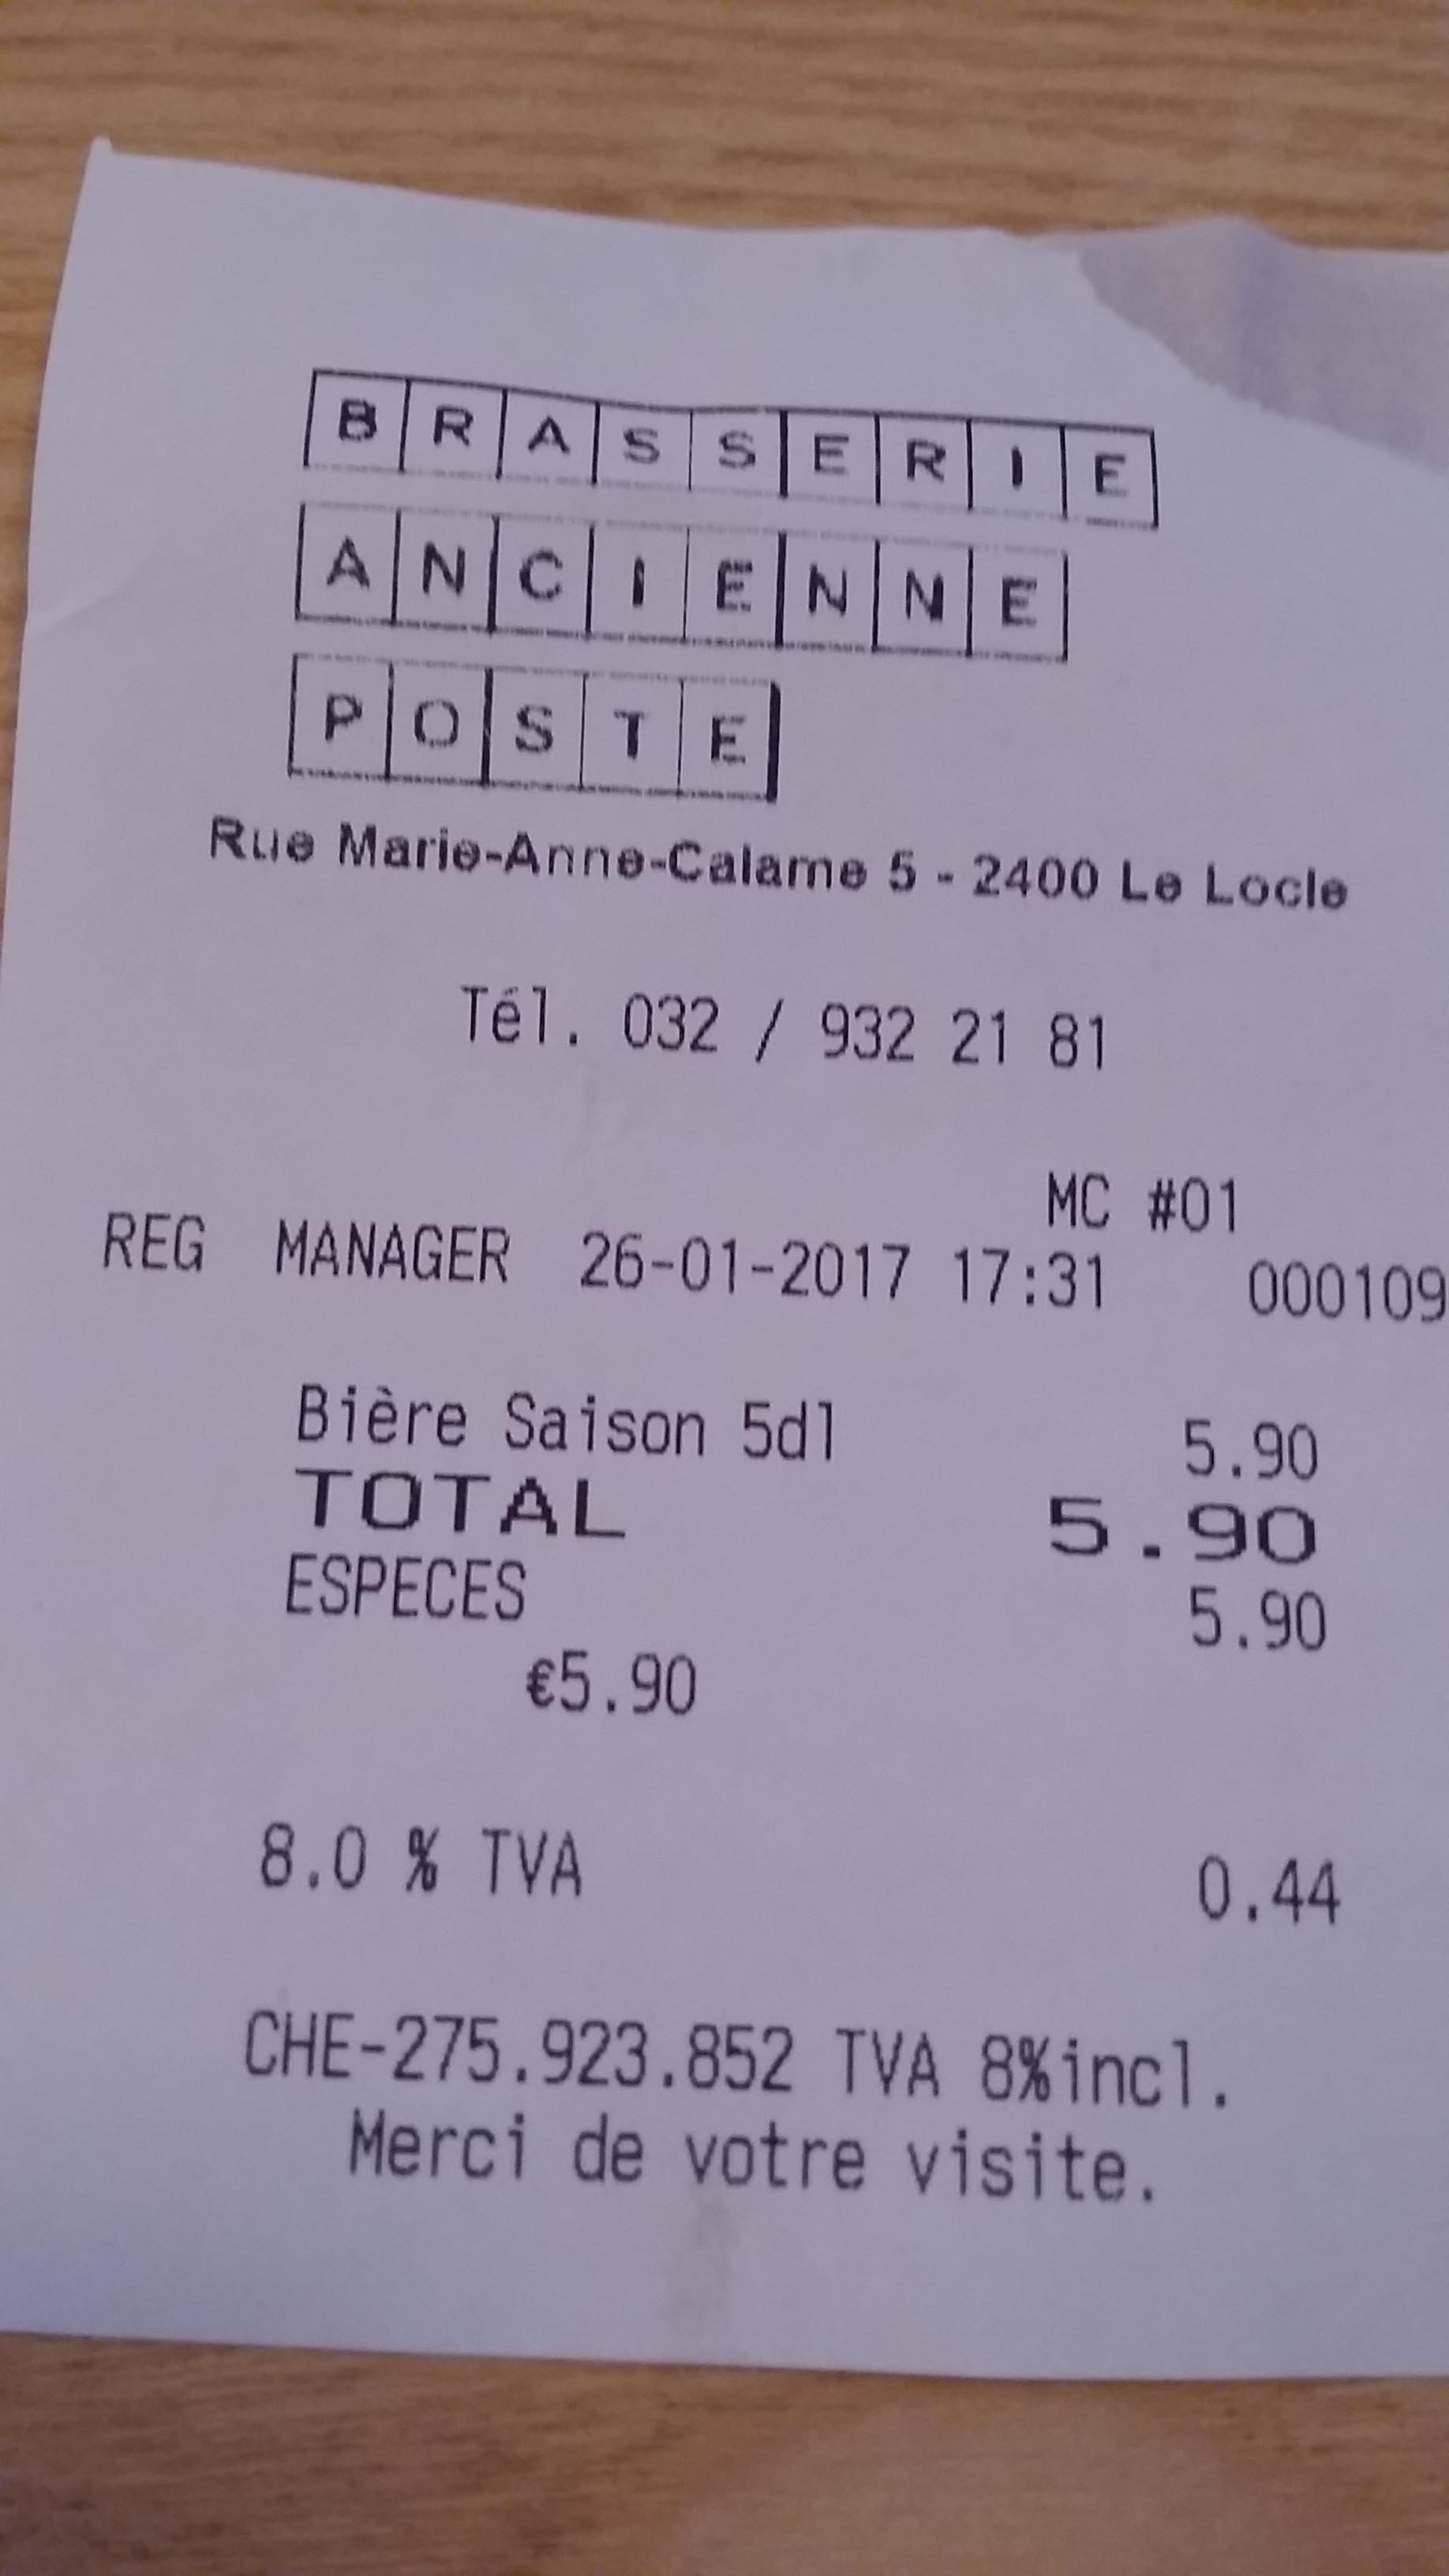 BRASSERIE
ANCIENNE
POSTE
Rue Marie-Anne-Calame 5 - 2400 Le Locle
Tél. 032 / 932 21 81
MC #01
REG MANAGER 26-01-2017 17:31 000109
Bière Saison 5dl 5.90
TOTAL 5.90
ESPECES 5.90
€5.90
8.0 % TVA 0.44
CHE-275.923.852 TVA 8%incl.
Merci de votre visite.